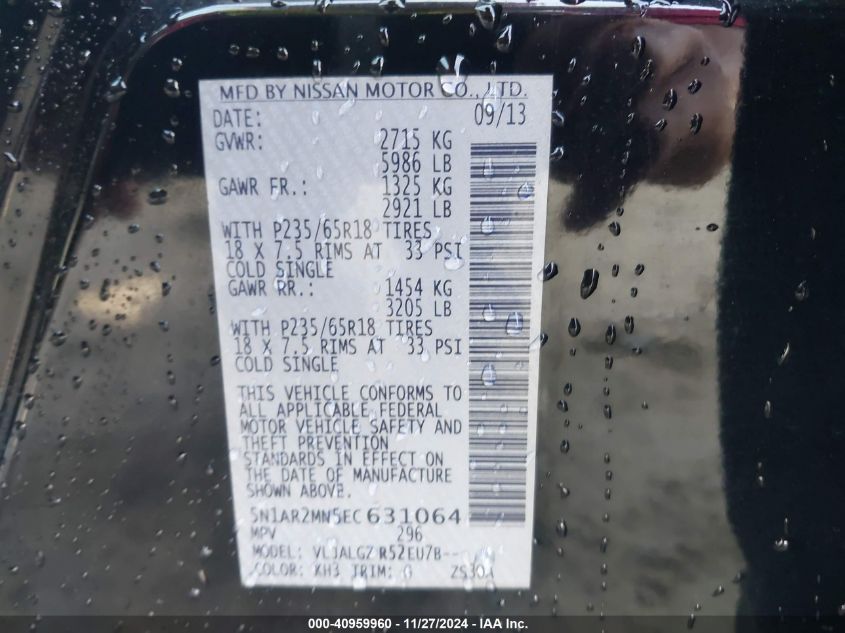 MFD BY NISSAN MOTOR CO., LTD.
DATE: 09/13
GVWR: 2715 KG
5986 LB
GAWR FR.: 1325 KG
2921 LB
WITH P235/65R18 TIRES
18 X 7.5 RIMS AT 33 PSI
COLD SINGLE
GAWR RR.: 1454 KG
3205 LB
WITH P235/65R18 TIRES
18 X 7.5 RIMS AT 33 PSI
COLD SINGLE
THIS VEHICLE CONFORMS TO
ALL APPLICABLE FEDERAL
MOTOR VEHICLE SAFETY AND
THEFT PREVENTION
STANDARDS IN EFFECT ON
THE DATE OF MANUFACTURE
SHOWN ABOVE.
5N1AR2MN5EC631064
MPV 296
MODEL: R52EU7B--
COLOR: KH3 TRIM: G
000-40959960 - 11/27/2024 - IAA Inc.